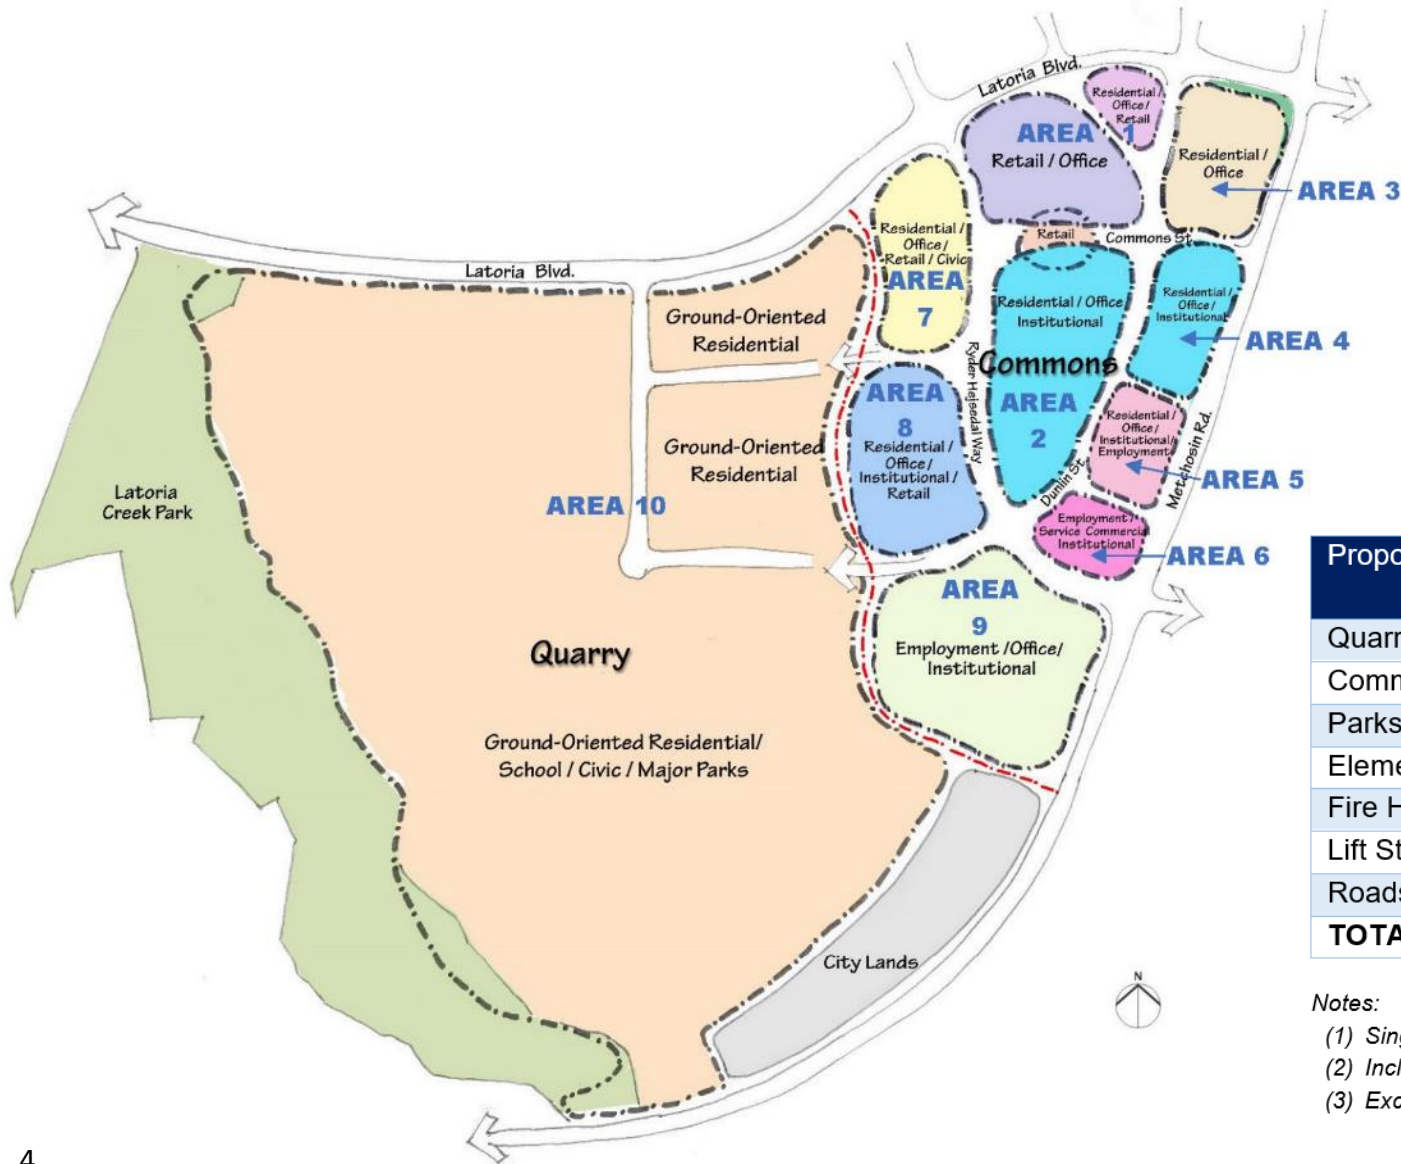 Latoria Blvd.
Residential /
Office /
Retail
AREA 1
Retail / Office
Residential /
Office
AREA 3
Retail
Commons St.
Residential /
Office /
Retail / Civic
AREA
7
Latoria Blvd.
Ground-Oriented
Residential
Residential / Office
Institutional
Residential /
Office /
Institutional
AREA 4
Commons
AREA
2
Ryder Hejsedal Way
AREA
8
Residential /
Office /
Institutional /
Retail
Ground-Oriented
Residential
Residential /
Office /
Institutional/
Employment
AREA 5
Metchosin Rd.
Dunlin St.
Employment /
Service Commercial
Institutional
AREA 6
Latoria
Creek Park
AREA 10
AREA
9
Employment /Office/
Institutional
Quarry
Ground-Oriented Residential/
School / Civic / Major Parks
City Lands
N
Notes:
(1)
(2)
(3)
4